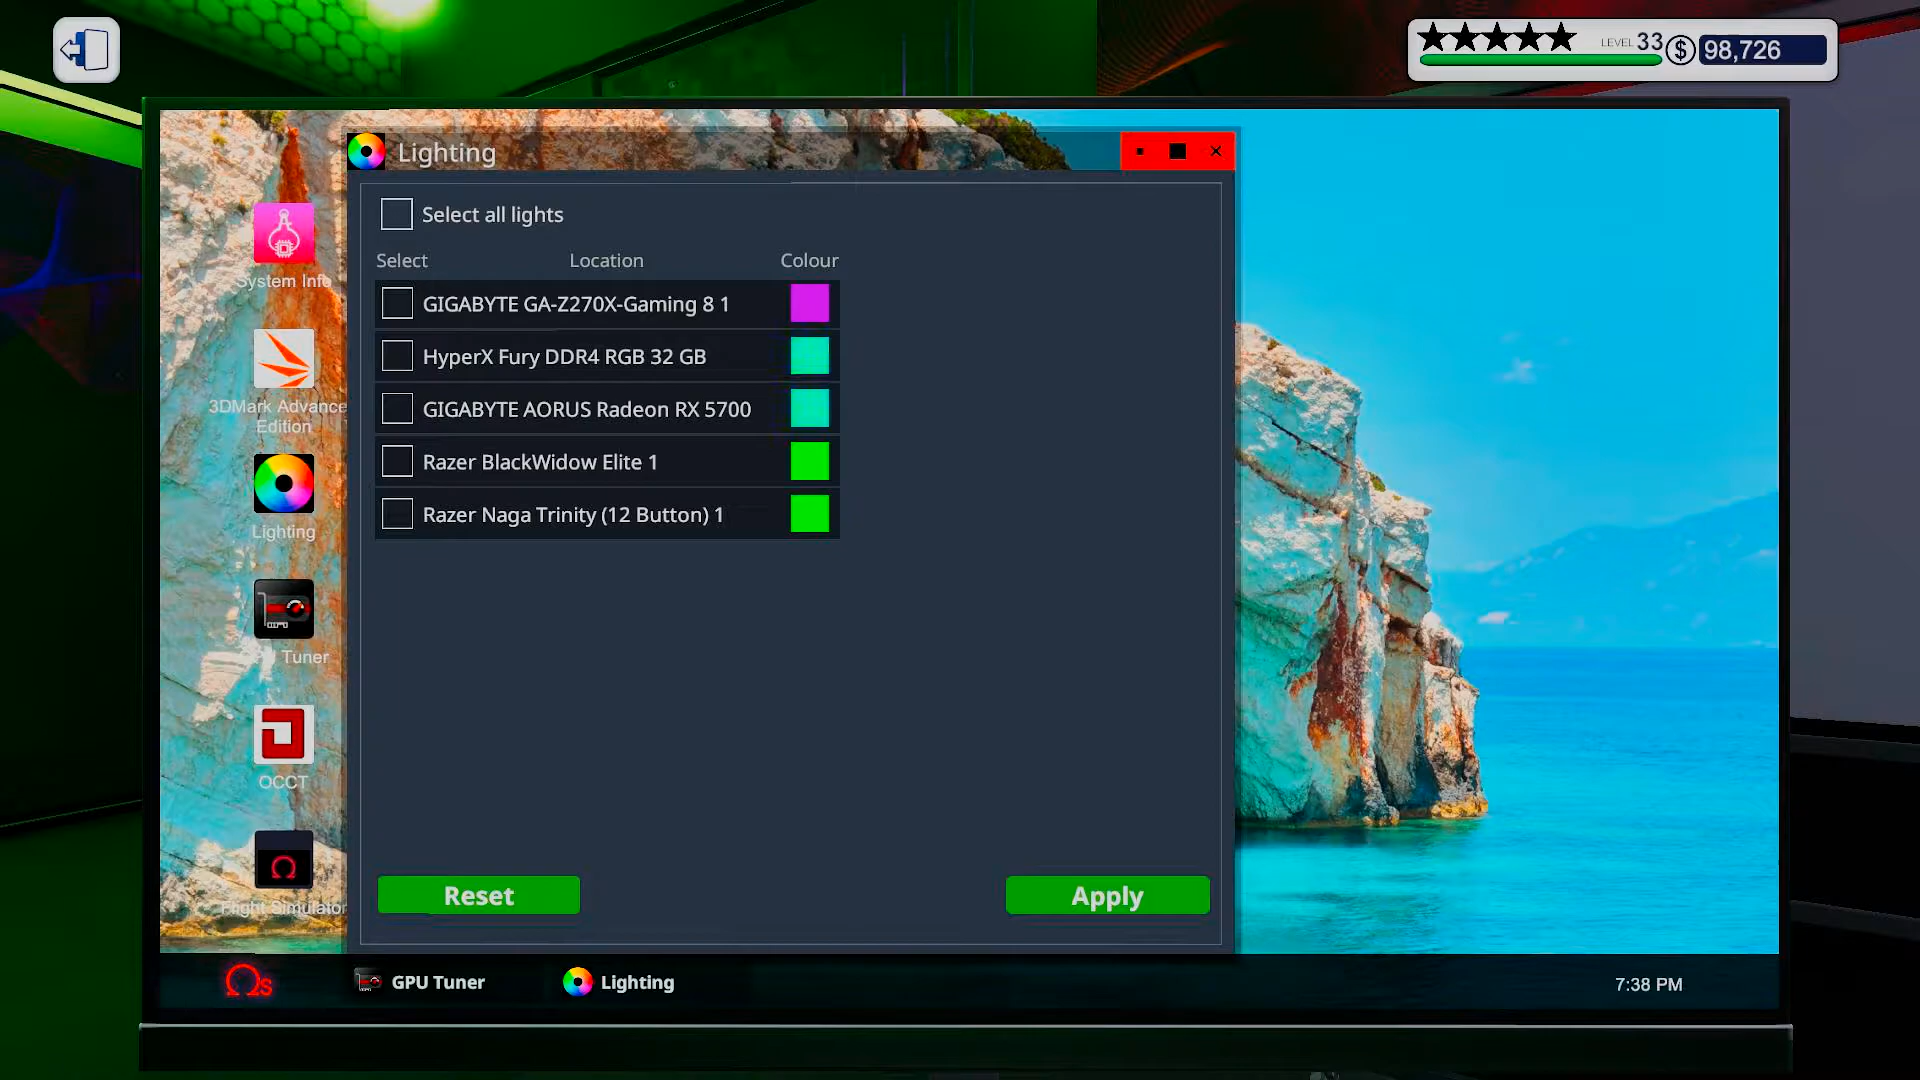 LEVEL 33 $ 98,726
Lighting
Select all lights
Select Location Colour
GIGABYTE GA-Z270X-Gaming 8 1
HyperX Fury DDR4 RGB 32 GB
GIGABYTE AORUS Radeon RX 5700
Razer BlackWidow Elite 1
Razer Naga Trinity (12 Button) 1
System Info
3DMark Advance
Edition
Lighting
Tuner
OCCT
Flight Simulator
Reset
Apply
Ωs
GPU Tuner
Lighting
7:38 PM